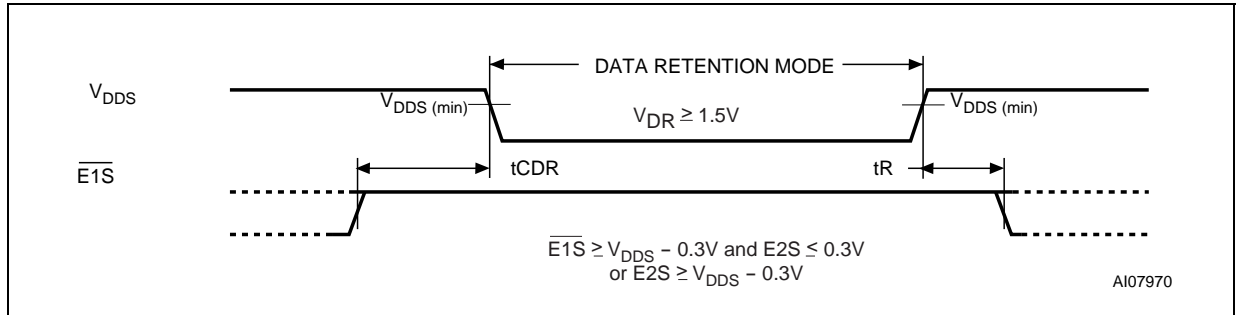 DATA RETENTION MODE
VDDS
VDDS (min)
VDR ≥ 1.5V
VDDS (min)
E1S
tCDR
tR
E1S ≥ VDDS – 0.3V and E2S ≤ 0.3V
or E2S ≥ VDDS – 0.3V
AI07970